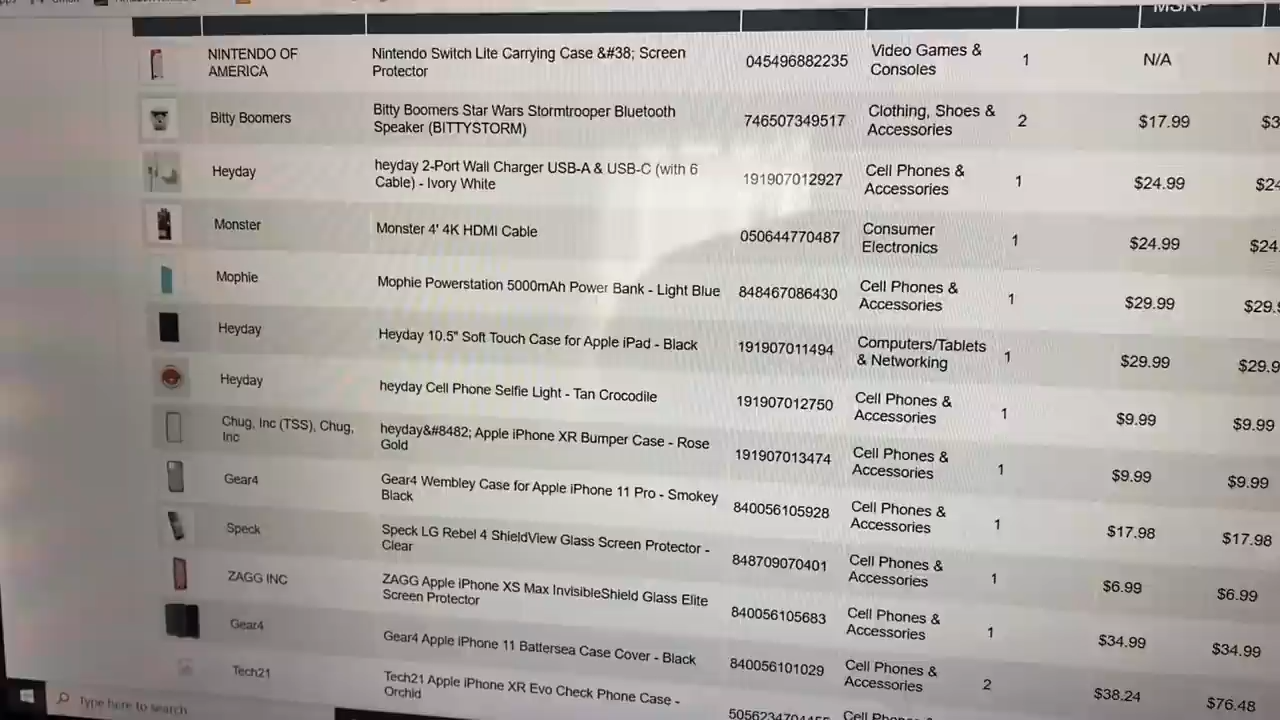 MSRP
NINTENDO OF
AMERICA
Nintendo Switch Lite Carrying Case &#38; Screen
Protector
045496882235
Video Games &
Consoles
1
N/A
Bitty Boomers
Bitty Boomers Star Wars Stormtrooper Bluetooth
Speaker (BITTYSTORM)
746507349517
Clothing, Shoes &
Accessories
2
$17.99
Heyday
heyday 2-Port Wall Charger USB-A & USB-C (with 6
Cable) - Ivory White
191907012927
Cell Phones &
Accessories
1
$24.99
$24
Monster
Monster 4' 4K HDMI Cable
050644770487
Consumer
Electronics
1
$24.99
$24.
Mophie
Mophie Powerstation 5000mAh Power Bank - Light Blue
848467086430
Cell Phones &
Accessories
1
$29.99
$29.
Heyday
Heyday 10.5" Soft Touch Case for Apple iPad - Black
191907011494
Computers/Tablets
& Networking
1
$29.99
$29.9
Heyday
heyday Cell Phone Selfie Light - Tan Crocodile
191907012750
Cell Phones &
Accessories
1
$9.99
$9.99
Chug, Inc (TSS), Chug,
Inc
heyday&#8482; Apple iPhone XR Bumper Case - Rose
Gold
191907013474
Cell Phones &
Accessories
1
$9.99
$9.99
Gear4
Gear4 Wembley Case for Apple iPhone 11 Pro - Smokey
Black
840056105928
Cell Phones &
Accessories
1
$17.98
$17.98
Speck
Speck LG Rebel 4 ShieldView Glass Screen Protector -
Clear
848709070401
Cell Phones &
Accessories
1
$6.99
$6.99
ZAGG INC
ZAGG Apple iPhone XS Max InvisibleShield Glass Elite
Screen Protector
840056105683
Cell Phones &
Accessories
1
$34.99
$34.99
Gear4
Gear4 Apple iPhone 11 Battersea Case Cover - Black
840056101029
Cell Phones &
Accessories
2
$38.24
$76.48
Tech21
Tech21 Apple iPhone XR Evo Check Phone Case -
Orchid
Type here to search